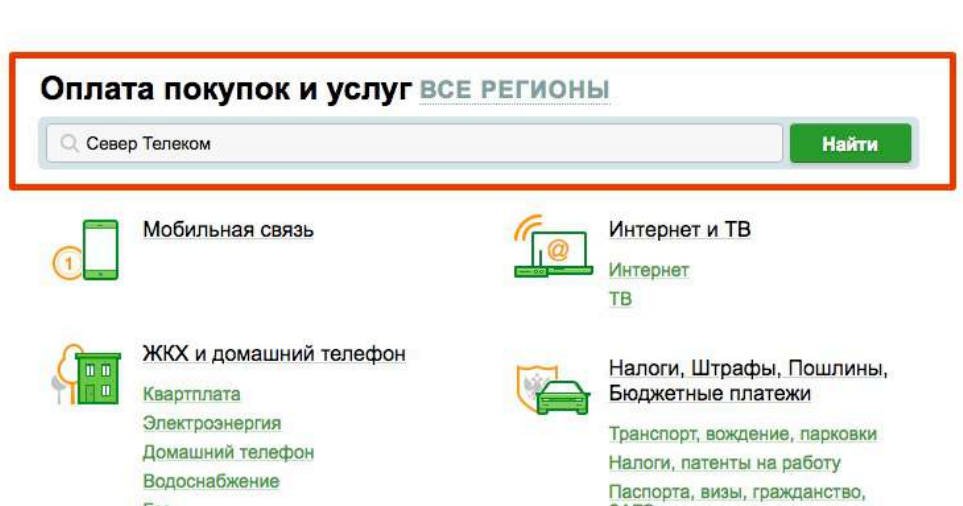 Оплата покупок и услуг ВСЕ РЕГИОНЫ
Север Телеком
Найти
Мобильная связь
1
Интернет и ТВ
@
Интернет
ТВ
ЖКХ и домашний телефон
Квартплата
Электроэнергия
Домашний телефон
Водоснабжение
Налоги, Штрафы, Пошлины,
Бюджетные платежи
Транспорт, вождение, парковки
Налоги, патенты на работу
Паспорта, визы, гражданство,